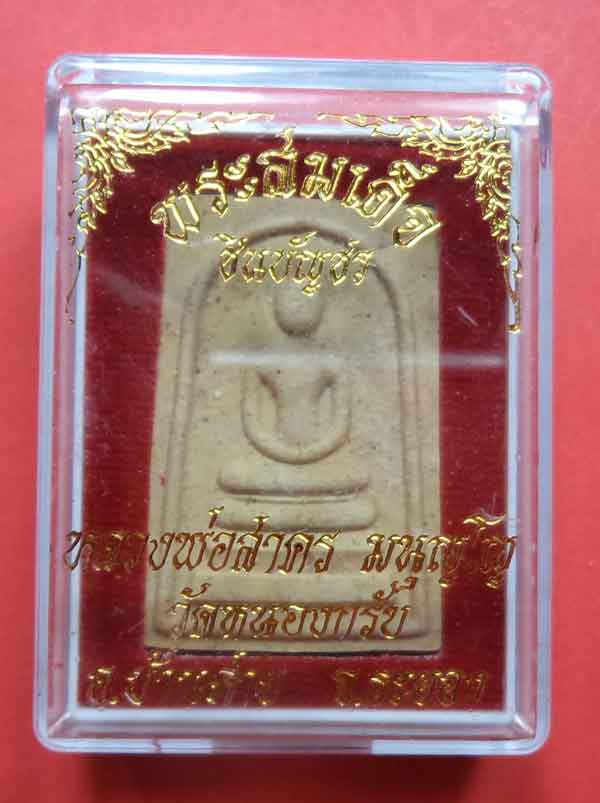 พระสมเด็จ
ชินบัญชร
หลวงพ่อสาคร มนุญโญ
วัดหนองกรับ
อ.บ้านค่าย จ.ระยอง